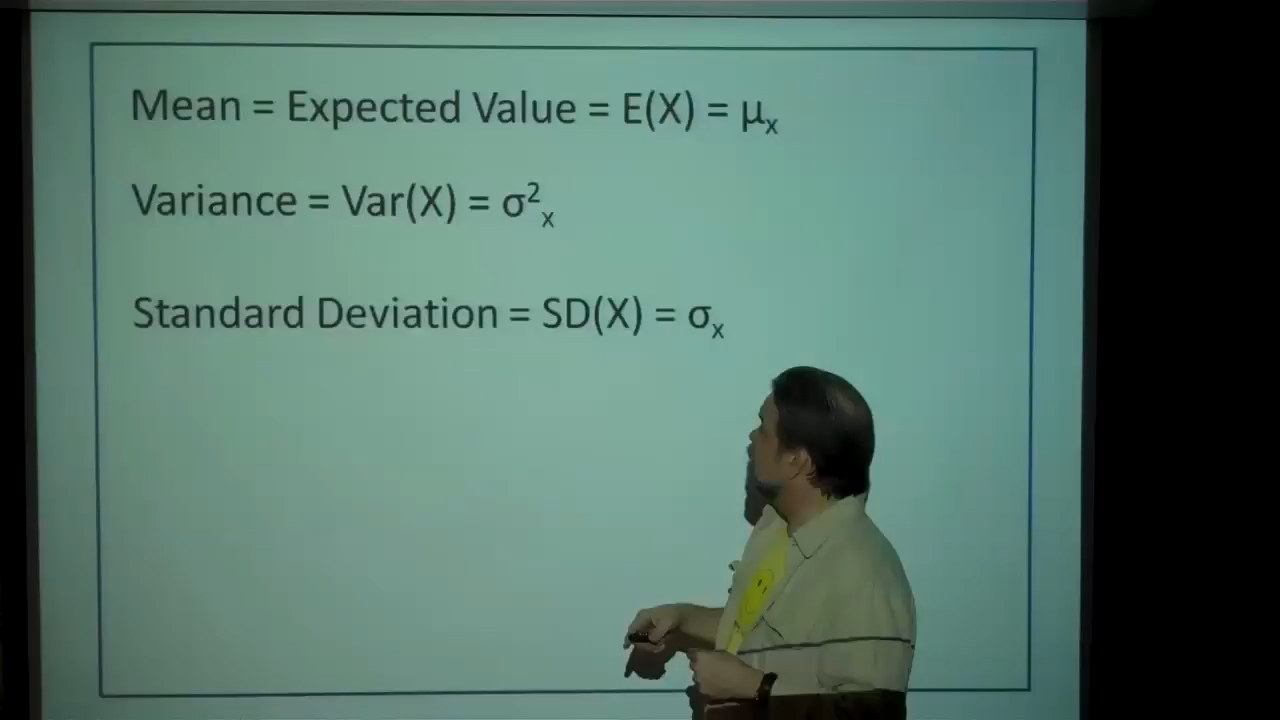 Mean = Expected Value = E(X) = μₓ
Variance = Var(X) = σ²ₓ
Standard Deviation = SD(X) = σₓ